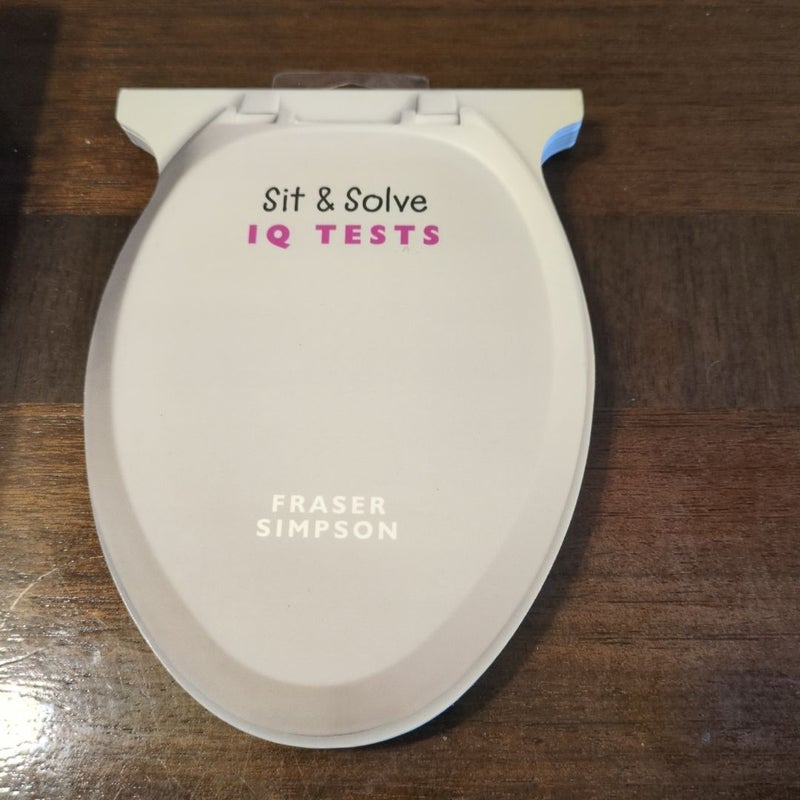 Sit & Solve
IQ TESTS
FRASER
SIMPSON